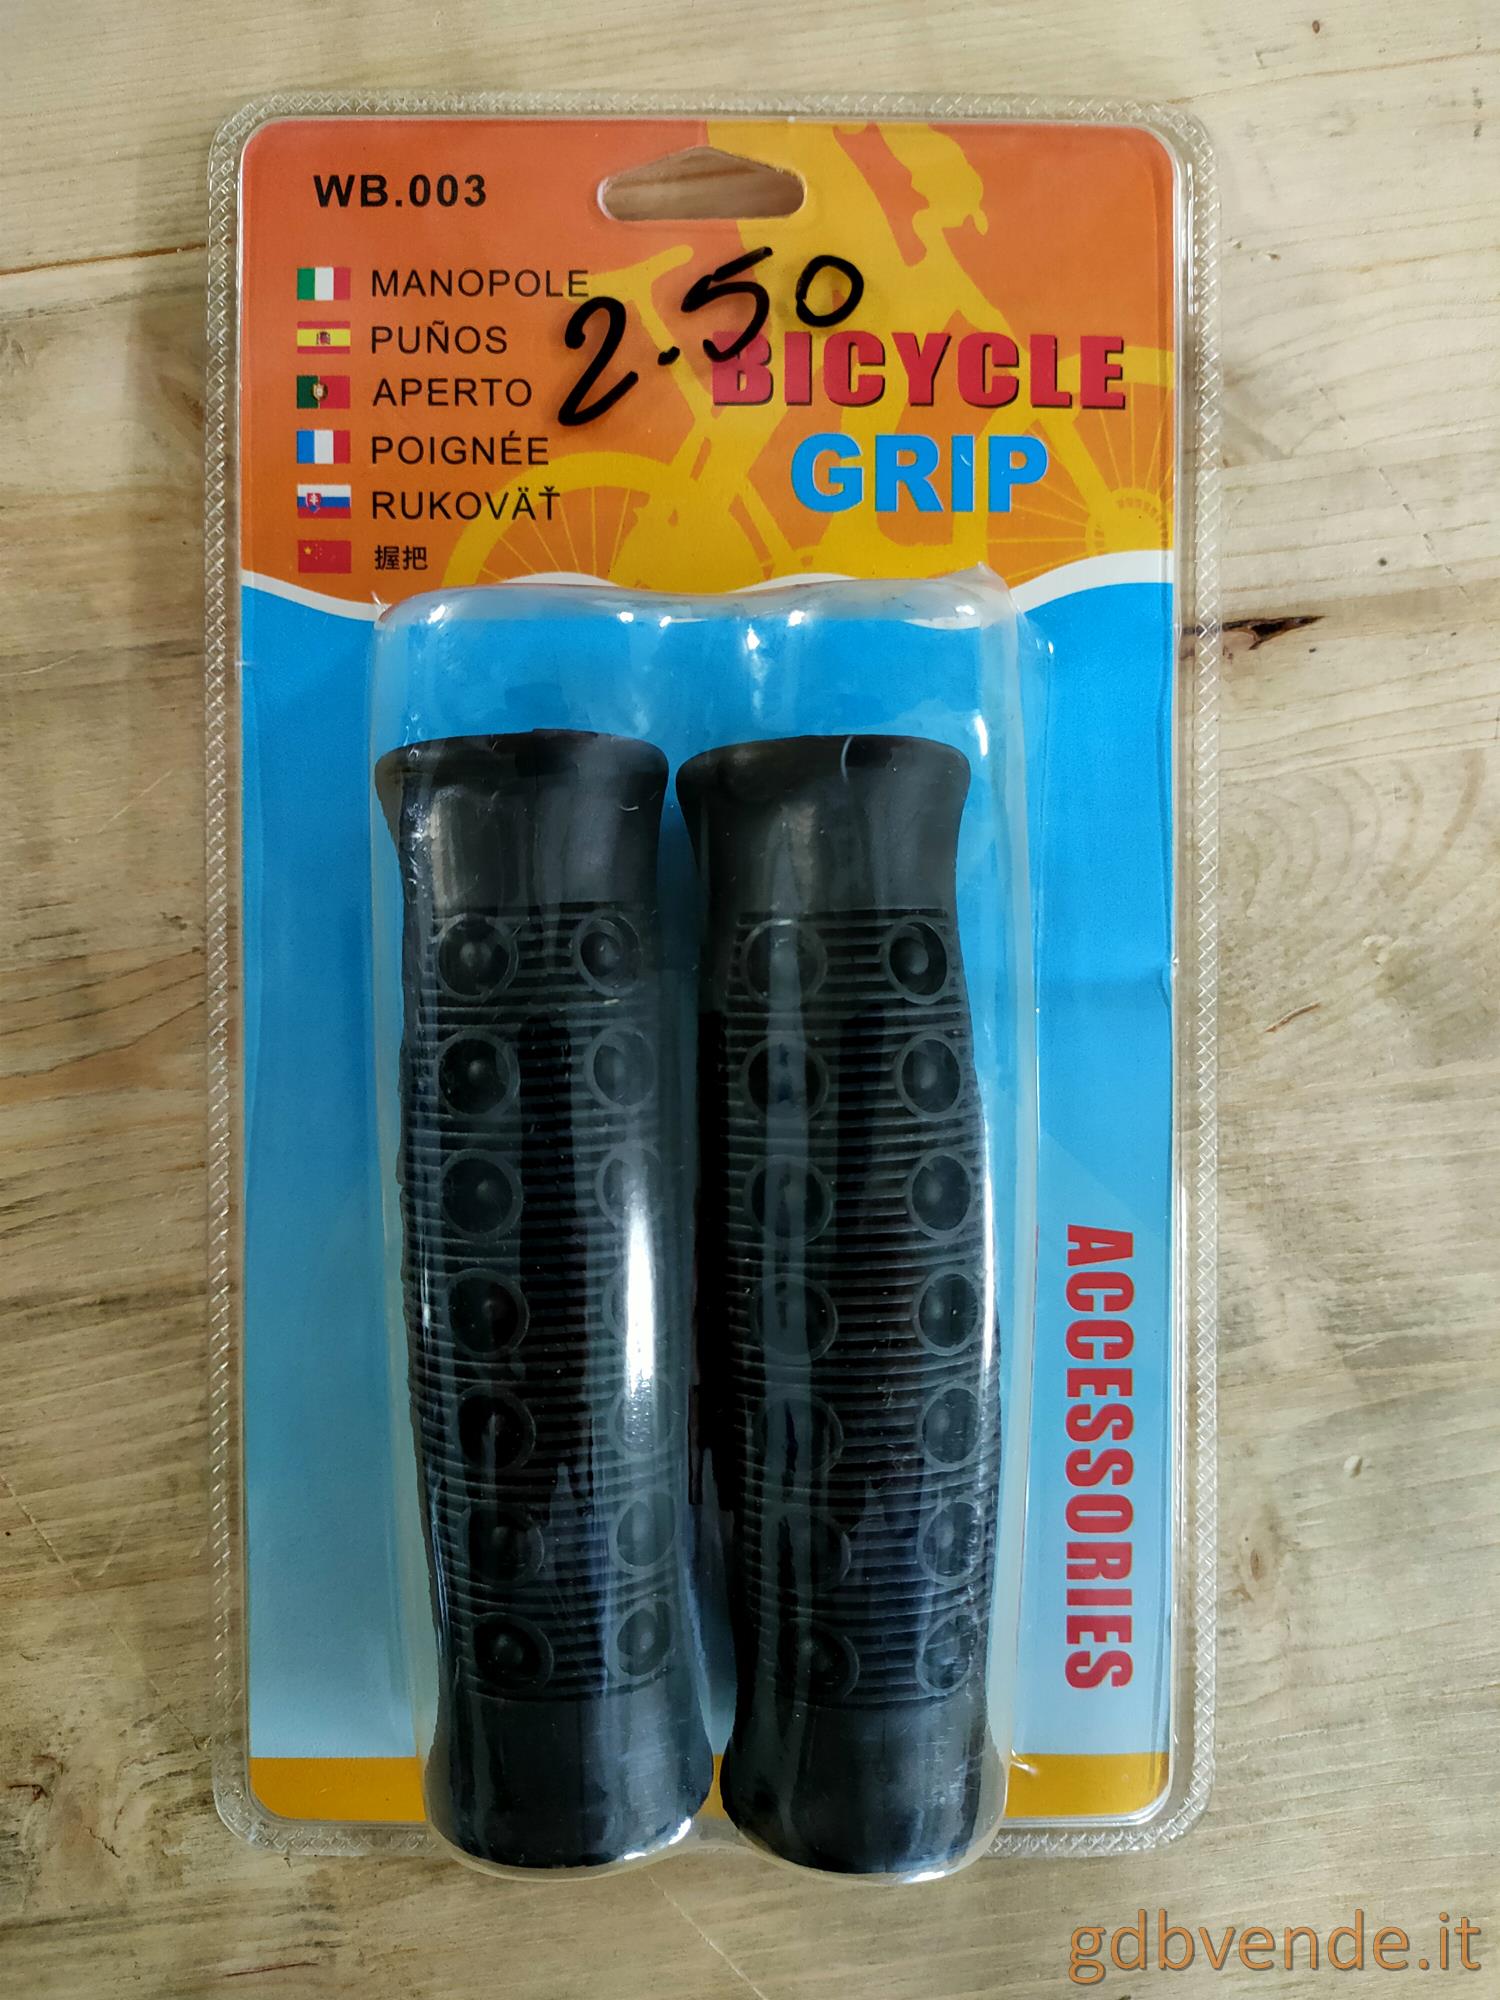 WB.003
MANOPOLE
PUÑOS
APERTO
POIGNÉE
RUKOVÄŤ
握把
2.50
BICYCLE
GRIP
ACCESSORIES
gdbvende.it